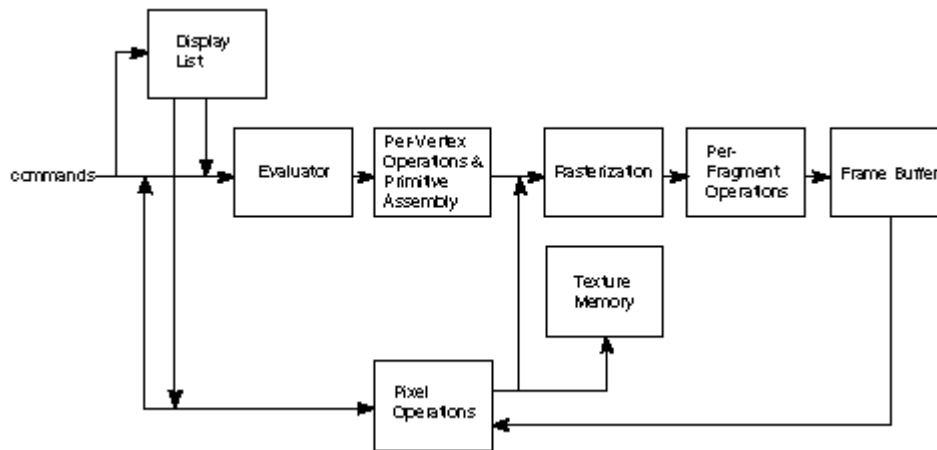 Display
List
commands
Evaluator
Per-Vertex
Operations &
Primitive
Assembly
Rasterization
Per-
Fragment
Operations
Frame Buffer
Texture
Memory
Pixel
Operations